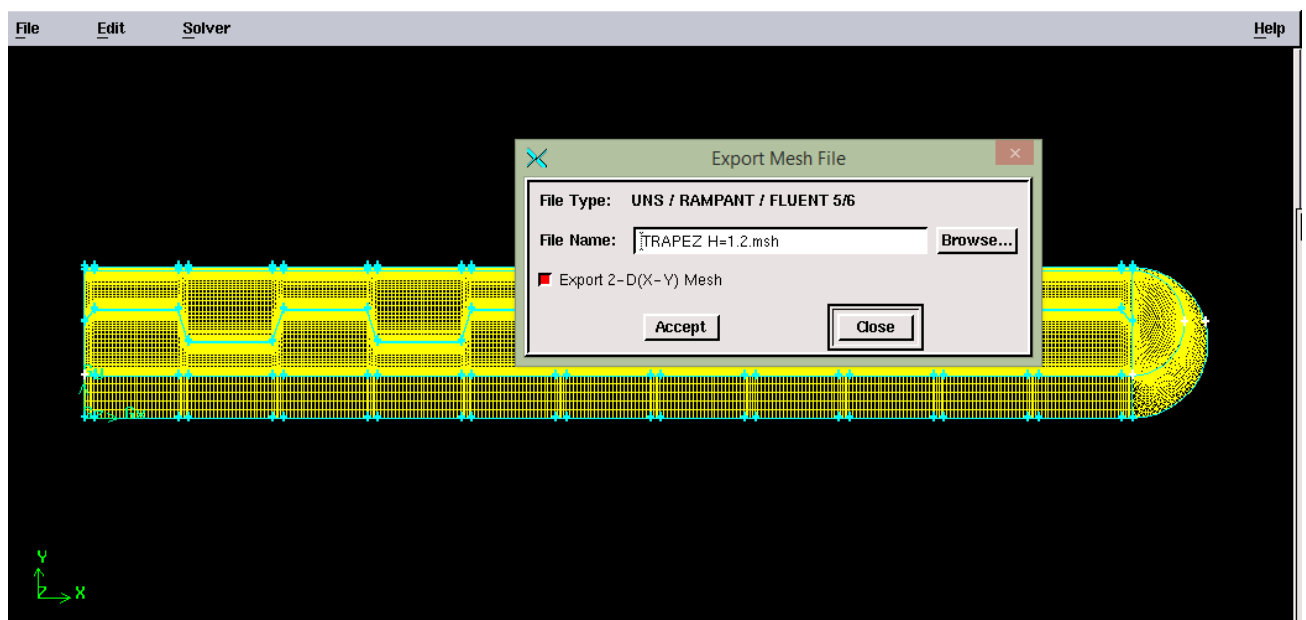 File Edit Solver Help
Export Mesh File
File Type: UNS / RAMPANT / FLUENT 5/6
File Name: TRAPEZ H=1.2.msh Browse...
Export 2-D(X-Y) Mesh
Accept Close
Gx
Y
Z X